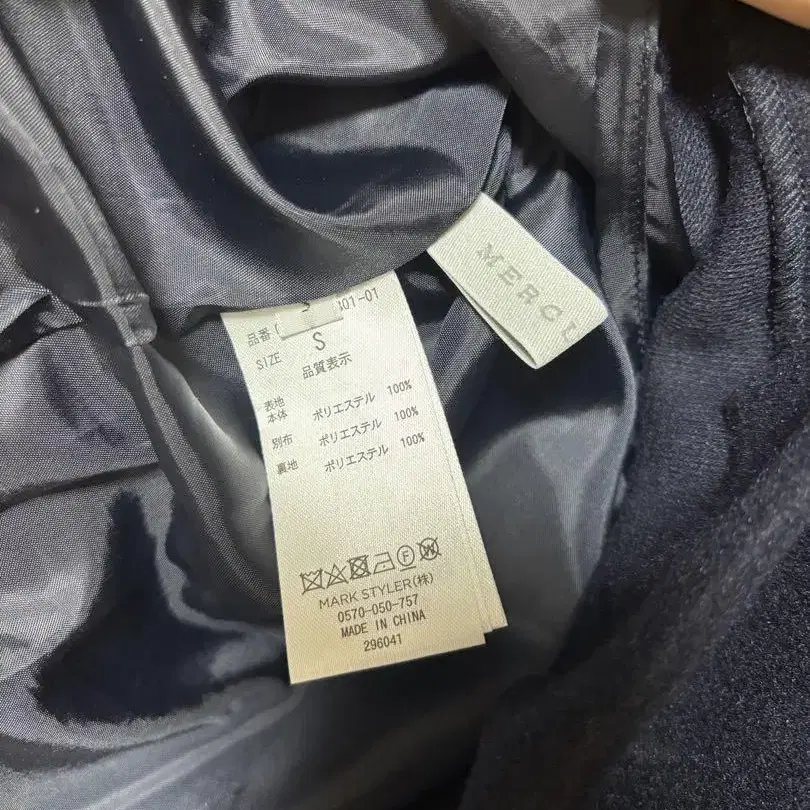 MERCU
品番
301-01
S
SIZE S
品質表示
表地
本体 ポリエステル 100%
別布 ポリエステル 100%
裏地 ポリエステル 100%
MARK STYLER(株)
0570-050-757
MADE IN CHINA
296041